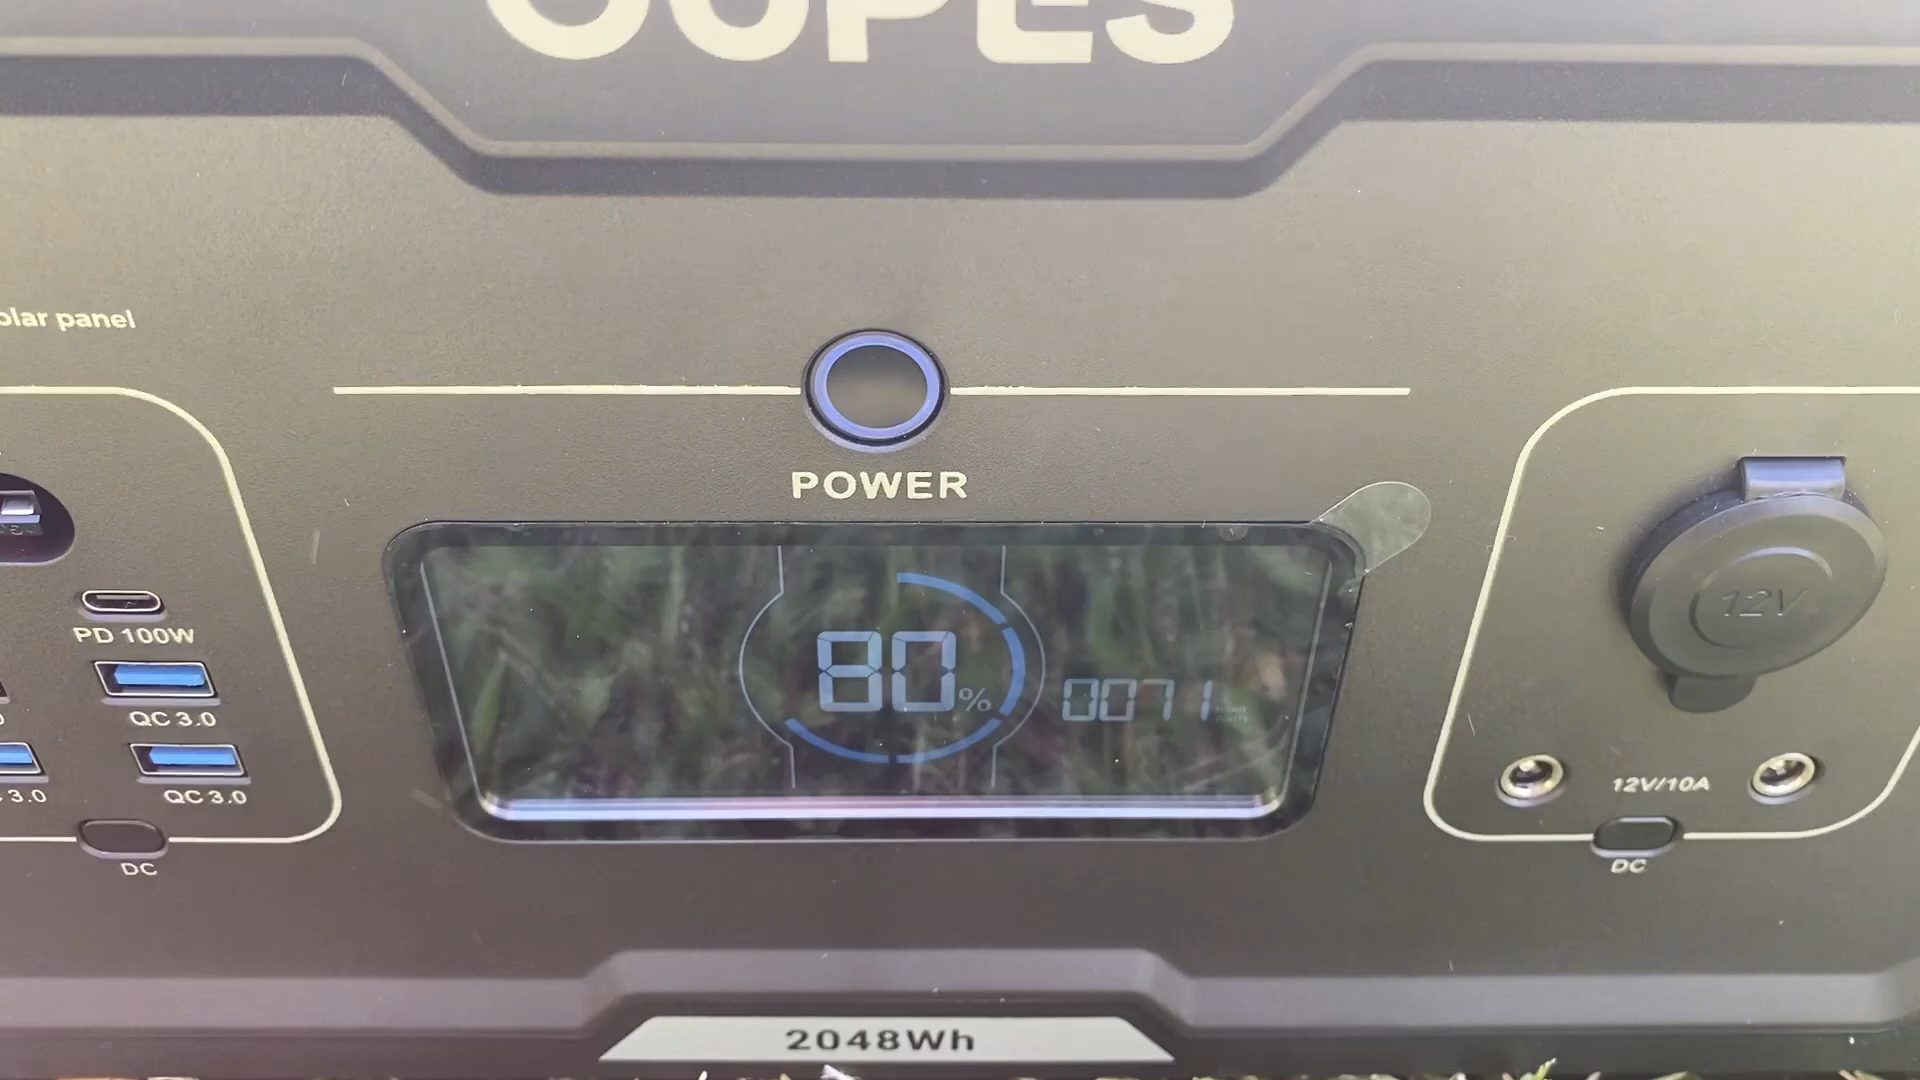 OUPES
olar panel
POWER
PD 100W
QC 3.0
3.0
QC 3.0
DC
80%
0071
12V
12V/10A
DC
2048Wh